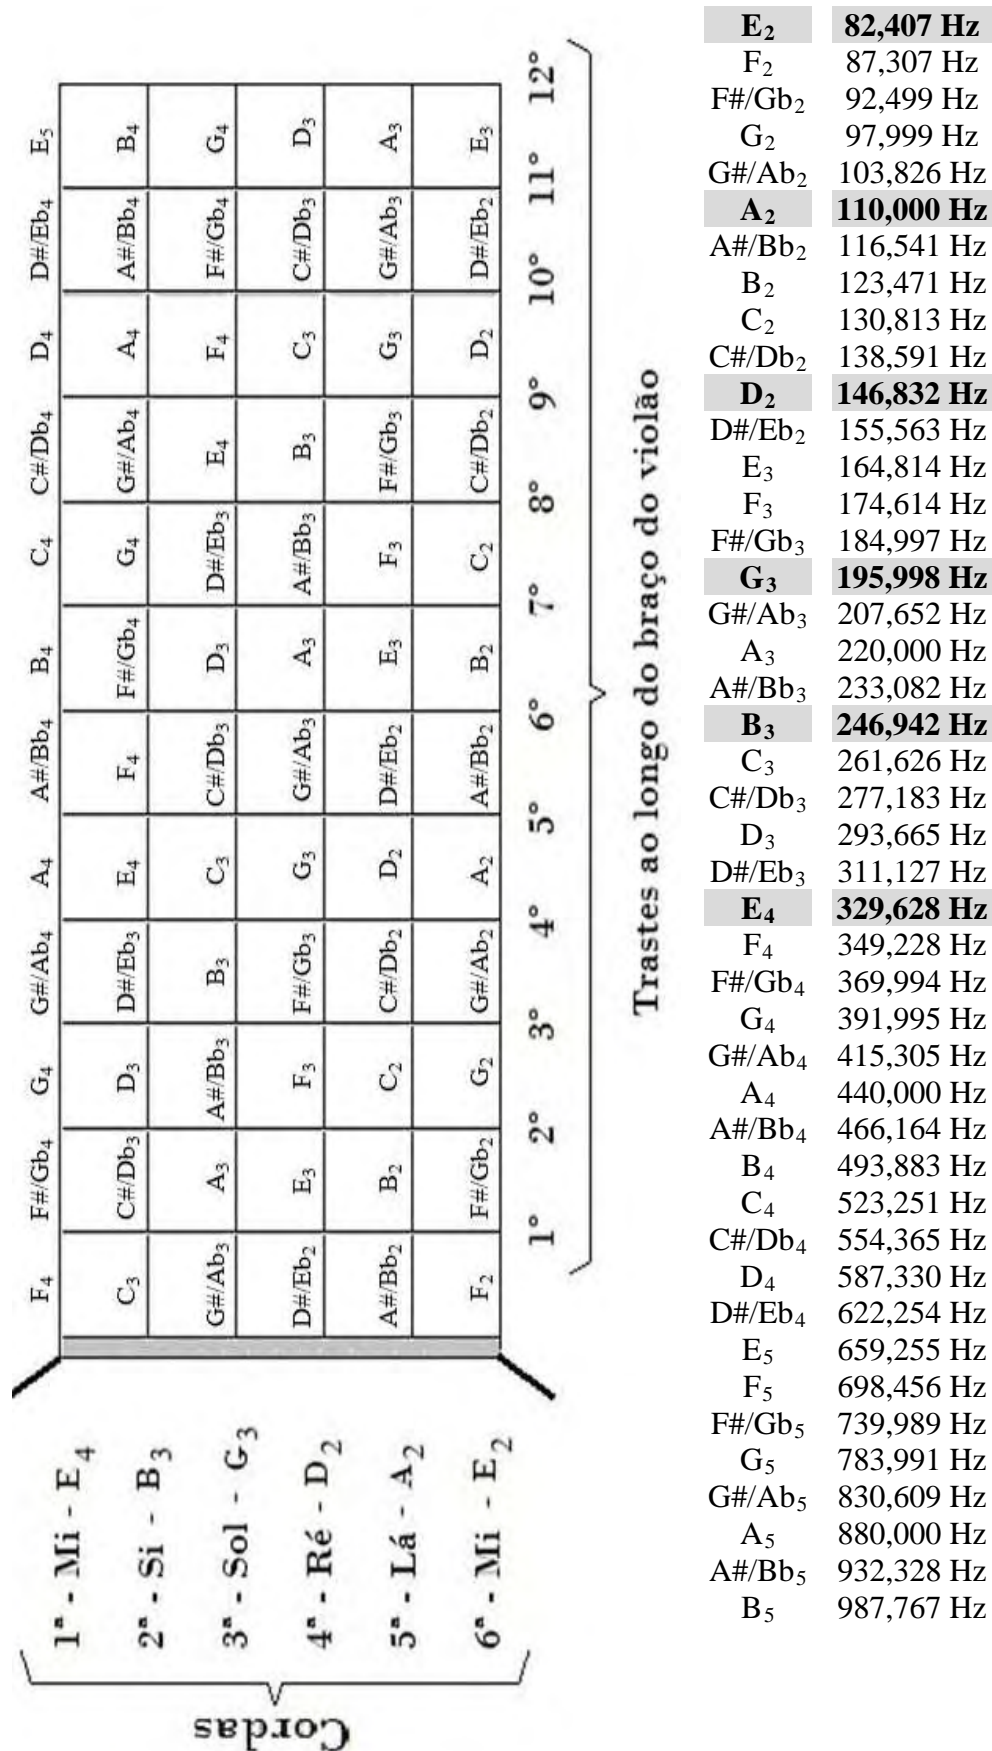 Cordas
1ª - Mi - E₄ F₄ F#/Gb₄ G₄ G#/Ab₄ A₄ A#/Bb₄ B₄ C₄ C#/Db₄ D₄ D#/Eb₄ E₅
2ª - Si - B₃ C₃ C#/Db₃ D₃ D#/Eb₃ E₄ F₄ F#/Gb₄ G₄ G#/Ab₄ A₄ A#/Bb₄ B₄
3ª - Sol - G₃ G#/Ab₃ A₃ A#/Bb₃ B₃ C₃ C#/Db₃ D₃ D#/Eb₃ E₄ F₄ F#/Gb₄ G₄
4ª - Ré - D₂ D#/Eb₂ E₃ F₃ F#/Gb₃ G₃ G#/Ab₃ A₃ A#/Bb₃ B₃ C₃ C#/Db₃ D₃
5ª - Lá - A₂ A#/Bb₂ B₂ C₂ C#/Db₂ D₂ D#/Eb₂ E₃ F₃ F#/Gb₃ G₃ G#/Ab₃ A₃
6ª - Mi - E₂ F₂ F#/Gb₂ G₂ G#/Ab₂ A₂ A#/Bb₂ B₂ C₂ C#/Db₂ D₂ D#/Eb₂ E₃
1° 2° 3° 4° 5° 6° 7° 8° 9° 10° 11° 12°
Trastes ao longo do braço do violão
E₂ 82,407 Hz
F₂ 87,307 Hz
F#/Gb₂ 92,499 Hz
G₂ 97,999 Hz
G#/Ab₂ 103,826 Hz
A₂ 110,000 Hz
A#/Bb₂ 116,541 Hz
B₂ 123,471 Hz
C₂ 130,813 Hz
C#/Db₂ 138,591 Hz
D₂ 146,832 Hz
D#/Eb₂ 155,563 Hz
E₃ 164,814 Hz
F₃ 174,614 Hz
F#/Gb₃ 184,997 Hz
G₃ 195,998 Hz
G#/Ab₃ 207,652 Hz
A₃ 220,000 Hz
A#/Bb₃ 233,082 Hz
B₃ 246,942 Hz
C₃ 261,626 Hz
C#/Db₃ 277,183 Hz
D₃ 293,665 Hz
D#/Eb₃ 311,127 Hz
E₄ 329,628 Hz
F₄ 349,228 Hz
F#/Gb₄ 369,994 Hz
G₄ 391,995 Hz
G#/Ab₄ 415,305 Hz
A₄ 440,000 Hz
A#/Bb₄ 466,164 Hz
B₄ 493,883 Hz
C₄ 523,251 Hz
C#/Db₄ 554,365 Hz
D₄ 587,330 Hz
D#/Eb₄ 622,254 Hz
E₅ 659,255 Hz
F₅ 698,456 Hz
F#/Gb₅ 739,989 Hz
G₅ 783,991 Hz
G#/Ab₅ 830,609 Hz
A₅ 880,000 Hz
A#/Bb₅ 932,328 Hz
B₅ 987,767 Hz